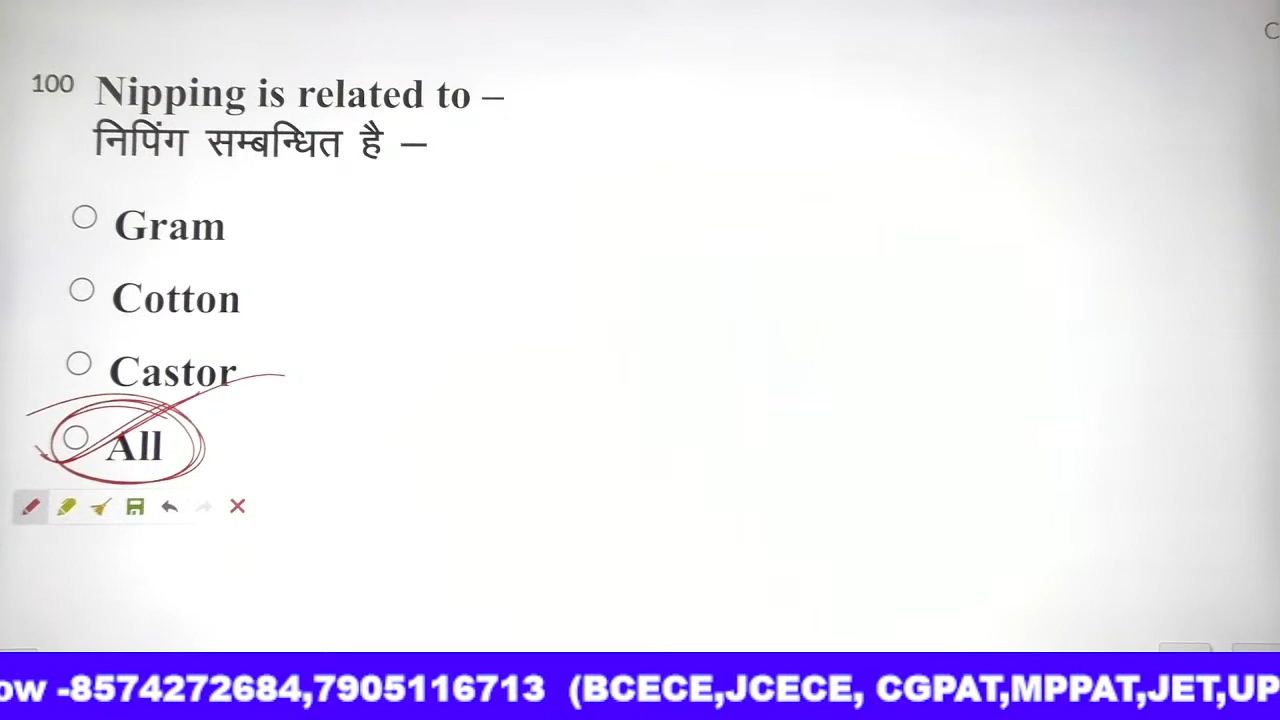 C
100 Nipping is related to –
निपिंग सम्बन्धित है –
Gram
Cotton
Castor
All
ow -8574272684,7905116713 (BCECE,JCECE, CGPAT,MPPAT,JET,UP